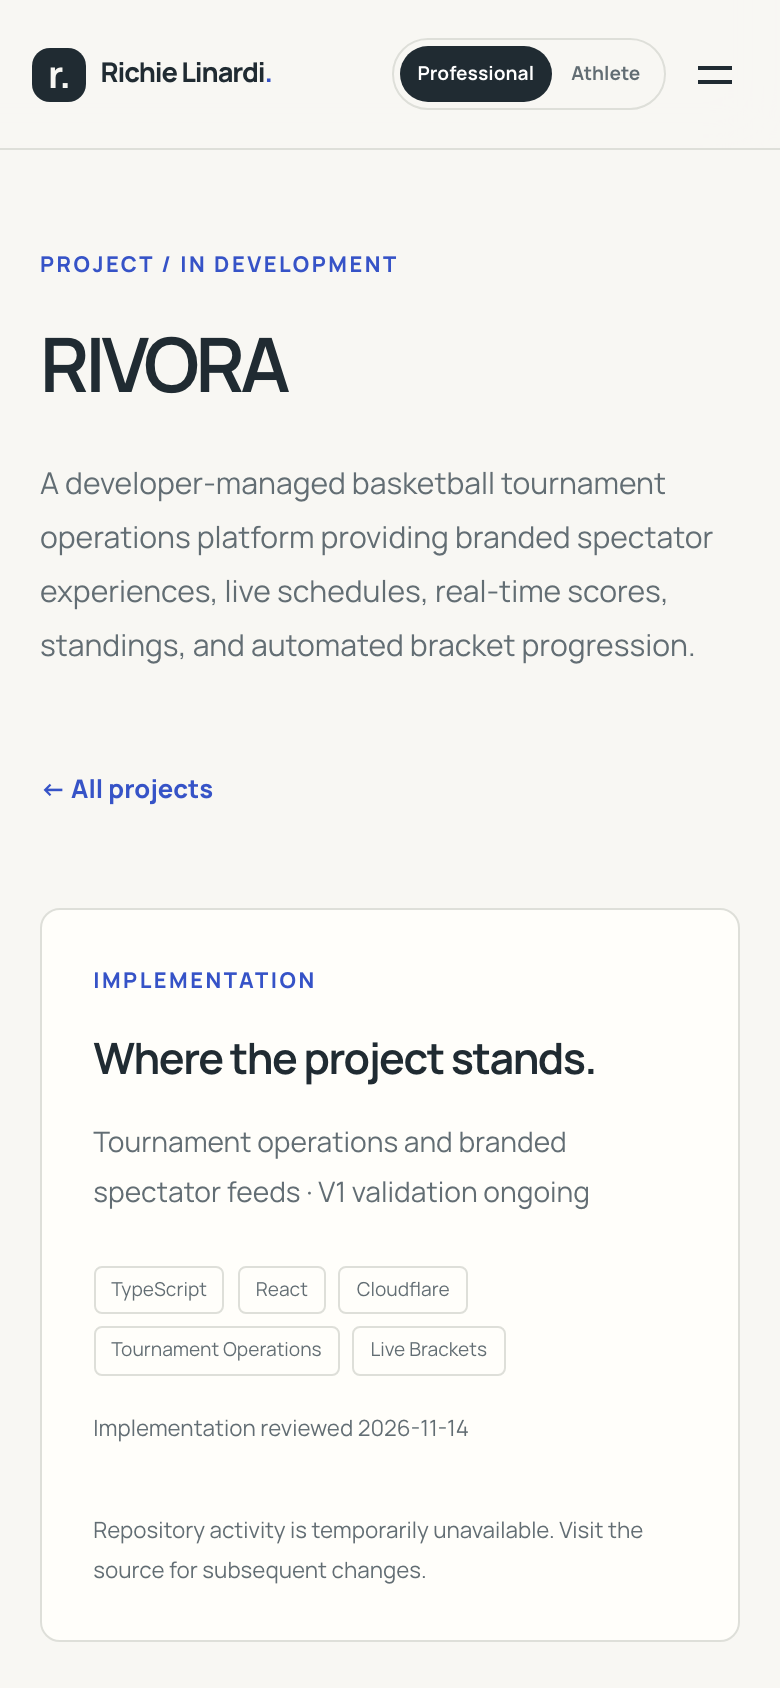 r.
Richie Linardi.
Professional
Athlete
PROJECT / IN DEVELOPMENT
RIVORA
A developer-managed basketball tournament
operations platform providing branded spectator
experiences, live schedules, real-time scores,
standings, and automated bracket progression.
← All projects
IMPLEMENTATION
Where the project stands.
Tournament operations and branded
spectator feeds · V1 validation ongoing
TypeScript
React
Cloudflare
Tournament Operations
Live Brackets
Implementation reviewed 2026-11-14
Repository activity is temporarily unavailable. Visit the
source for subsequent changes.